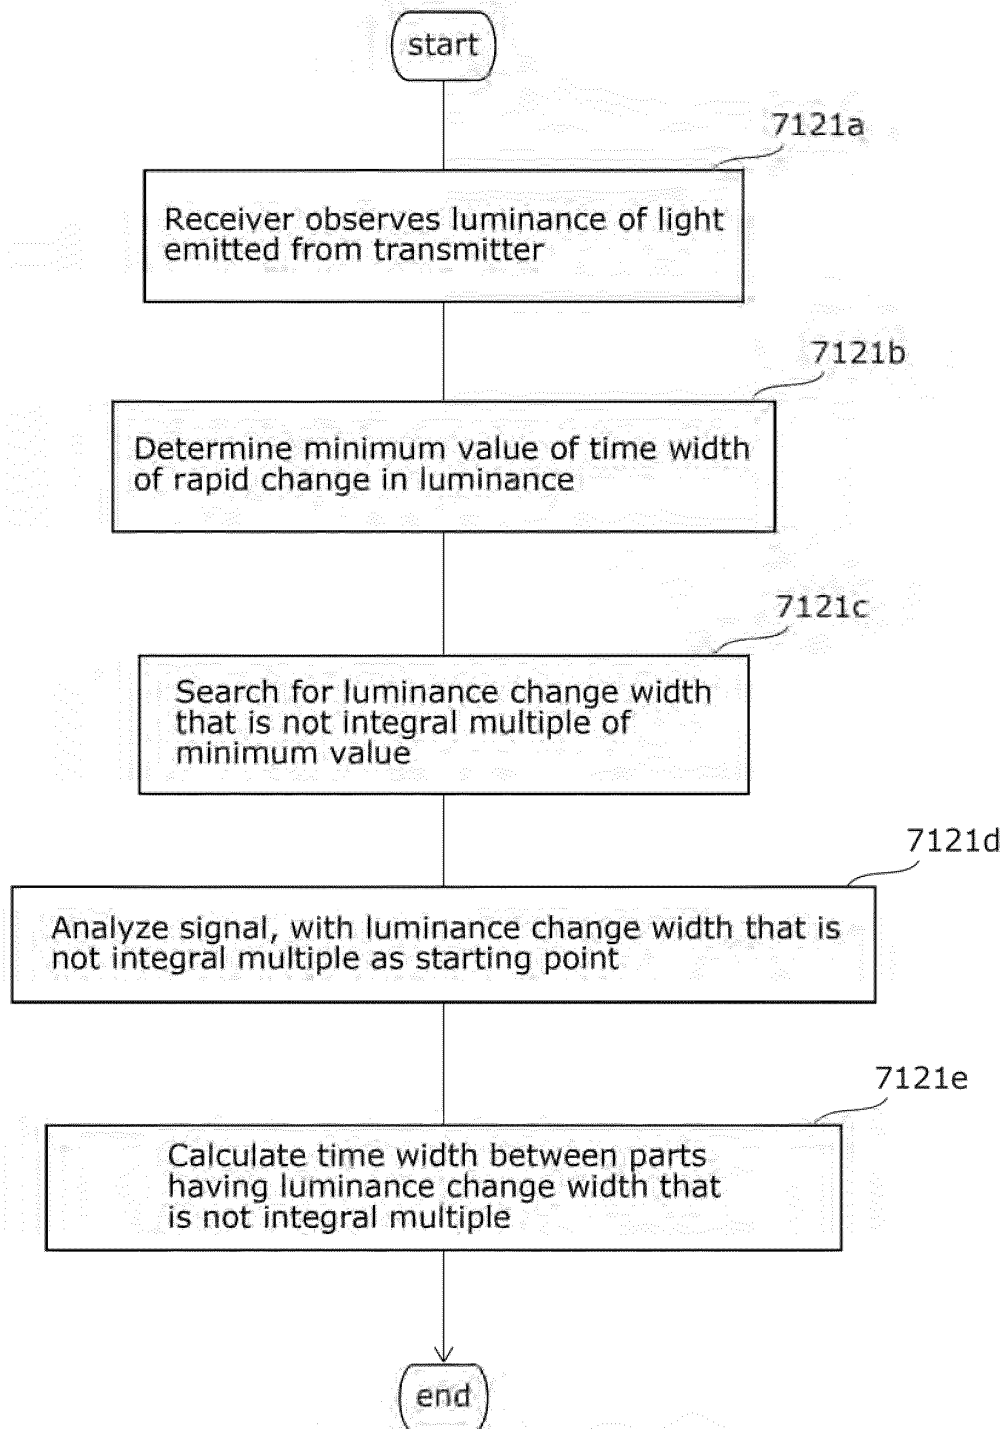 start
7121a
Receiver observes luminance of light
emitted from transmitter
7121b
Determine minimum value of time width
of rapid change in luminance
7121c
Search for luminance change width
that is not integral multiple of
minimum value
7121d
Analyze signal, with luminance change width that is
not integral multiple as starting point
7121e
Calculate time width between parts
having luminance change width that
is not integral multiple
end